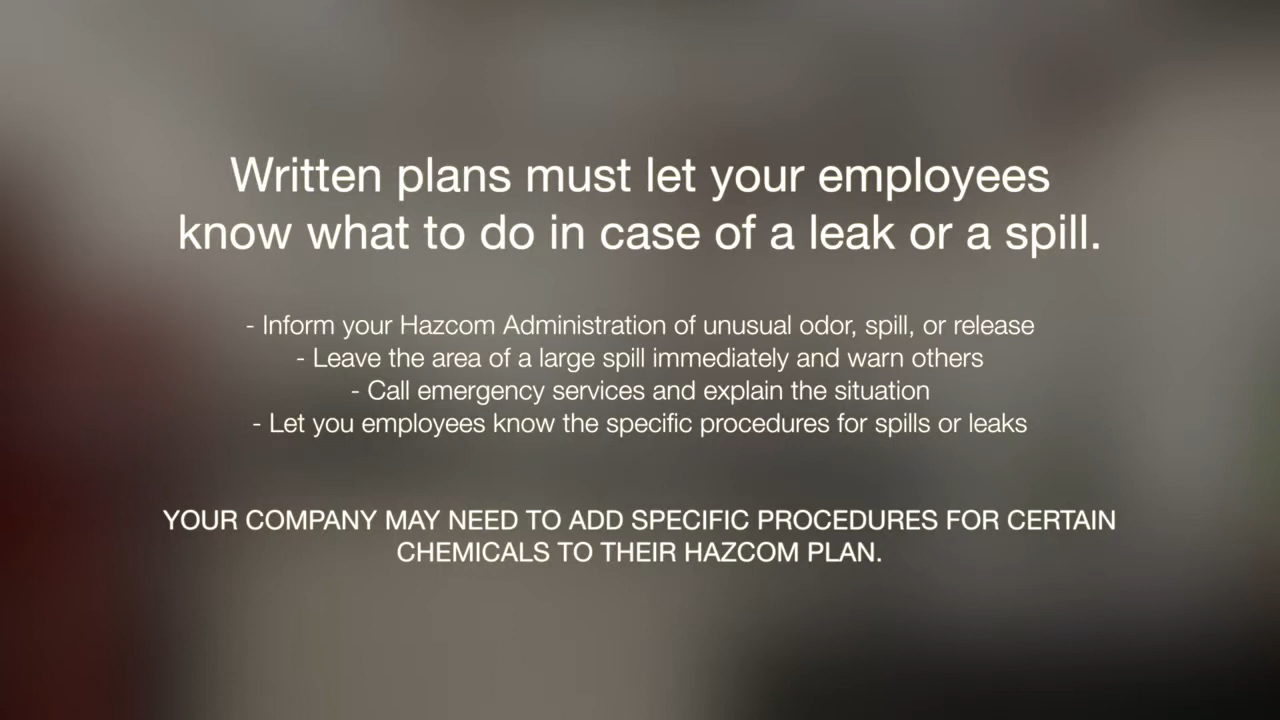 Written plans must let your employees
know what to do in case of a leak or a spill.
- Inform your Hazcom Administration of unusual odor, spill, or release
- Leave the area of a large spill immediately and warn others
- Call emergency services and explain the situation
- Let you employees know the specific procedures for spills or leaks
YOUR COMPANY MAY NEED TO ADD SPECIFIC PROCEDURES FOR CERTAIN
CHEMICALS TO THEIR HAZCOM PLAN.